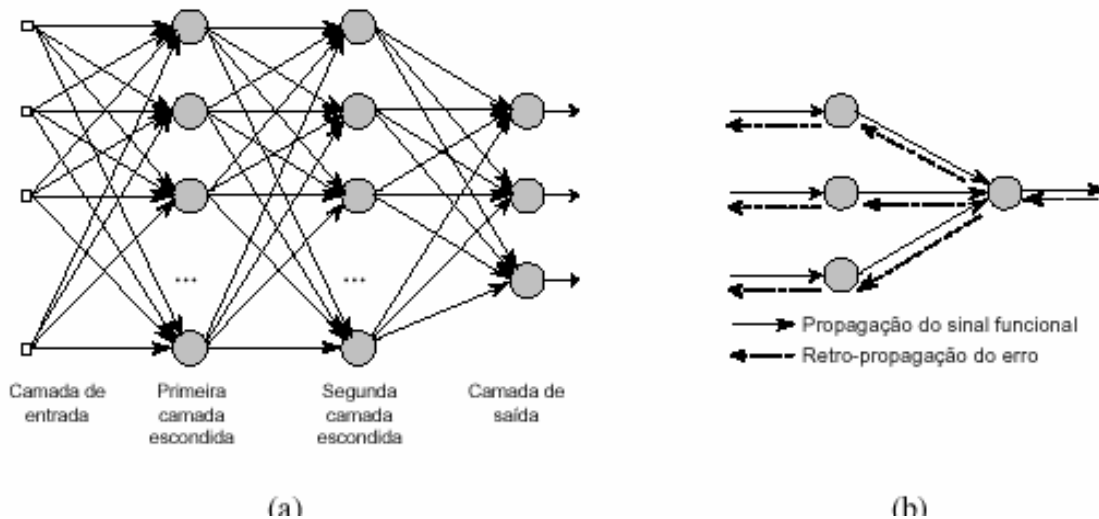 ...
...
Camada de
entrada
Primeira
camada
escondida
Segunda
camada
escondida
Camada de
saída
(a)
Propagação do sinal funcional
Retro-propagação do erro
(b)